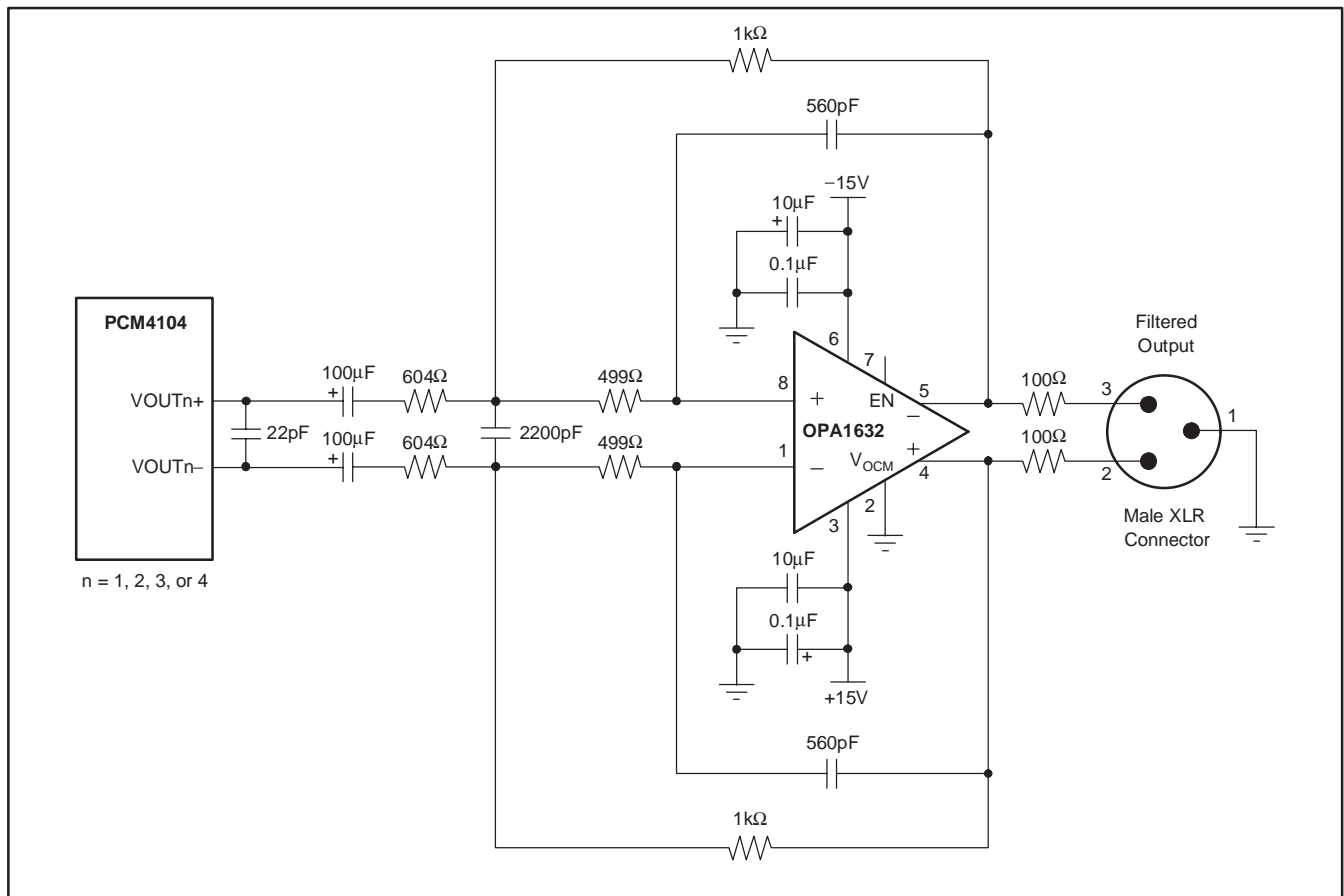 1kΩ
560pF
−15V
10μF
+
0.1μF
PCM4104
VOUTn+
VOUTn−
22pF
100μF
+
100μF
+
604Ω
604Ω
2200pF
499Ω
499Ω
8
+
1
−
OPA1632
6
7
EN
5
−
+
4
VOCM
2
3
100Ω
100Ω
Filtered
Output
3
1
2
Male XLR
Connector
n = 1, 2, 3, or 4
10μF
0.1μF
+
+15V
560pF
1kΩ